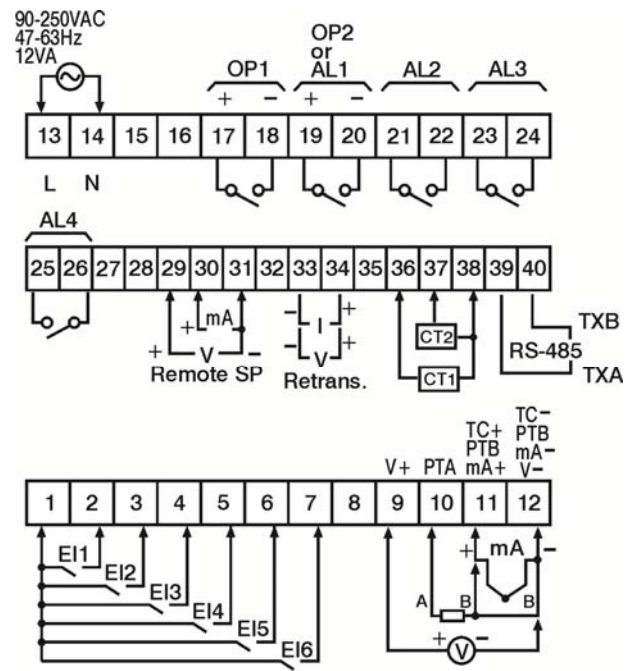 90-250VAC
47-63Hz
12VA
OP1
OP2
or
AL1
AL2
AL3
+ − + −
13 14 15 16 17 18 19 20 21 22 23 24
L N
AL4
25 26 27 28 29 30 31 32 33 34 35 36 37 38 39 40
+ mA
+ V −
Remote SP
− I +
− V +
Retrans.
CT2
CT1
TXB
RS-485
TXA
V+
PTA
TC+
PTB
mA+
TC−
PTB
mA−
V−
1 2 3 4 5 6 7 8 9 10 11 12
EI1
EI2
EI3
EI4
EI5
EI6
+ mA −
A B B
+ V −